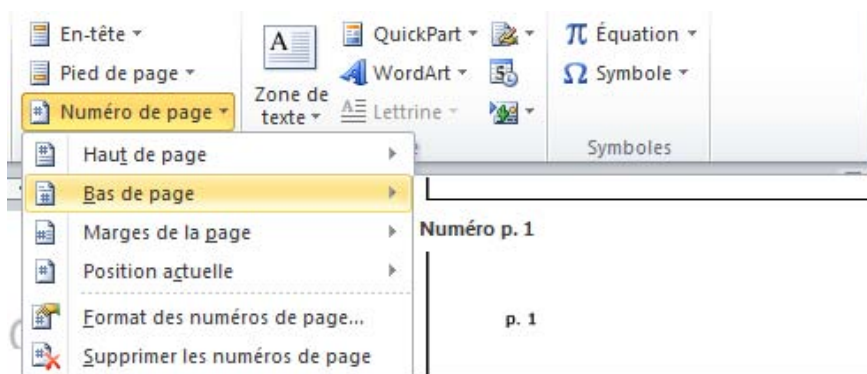 En-tête
QuickPart
π Équation
Pied de page
A
WordArt
Ω Symbole
Numéro de page
Zone de
texte
Lettrine
Symboles
Haut de page
Bas de page
Marges de la page
Numéro p. 1
Position actuelle
Format des numéros de page...
p. 1
Supprimer les numéros de page